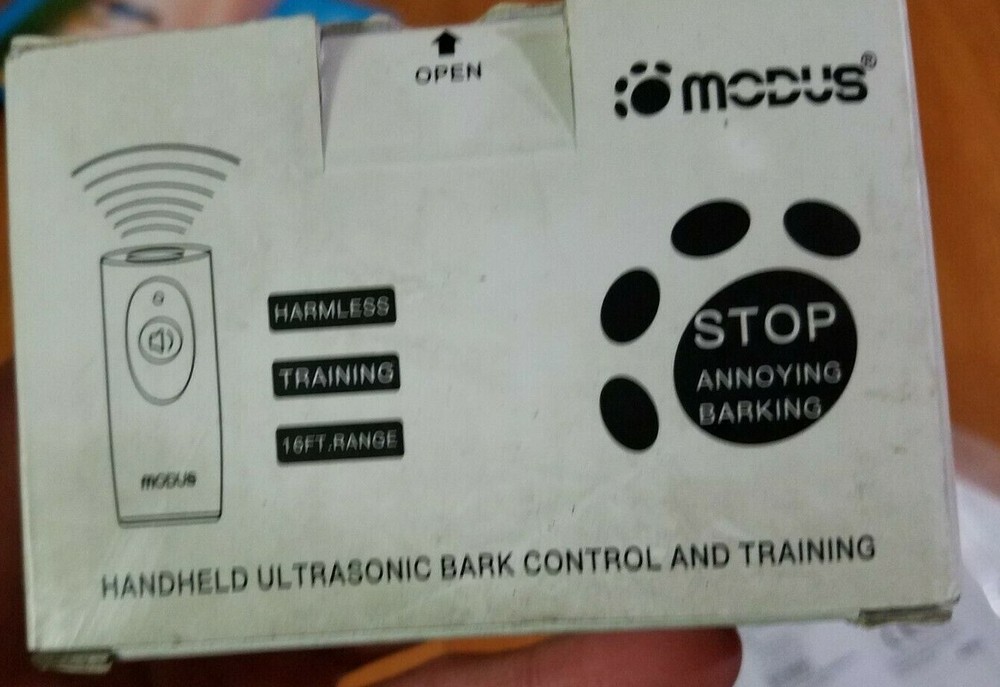 OPEN
MODUS®
HARMLESS
TRAINING
16FT.RANGE
MODUS
STOP
ANNOYING
BARKING
HANDHELD ULTRASONIC BARK CONTROL AND TRAINING